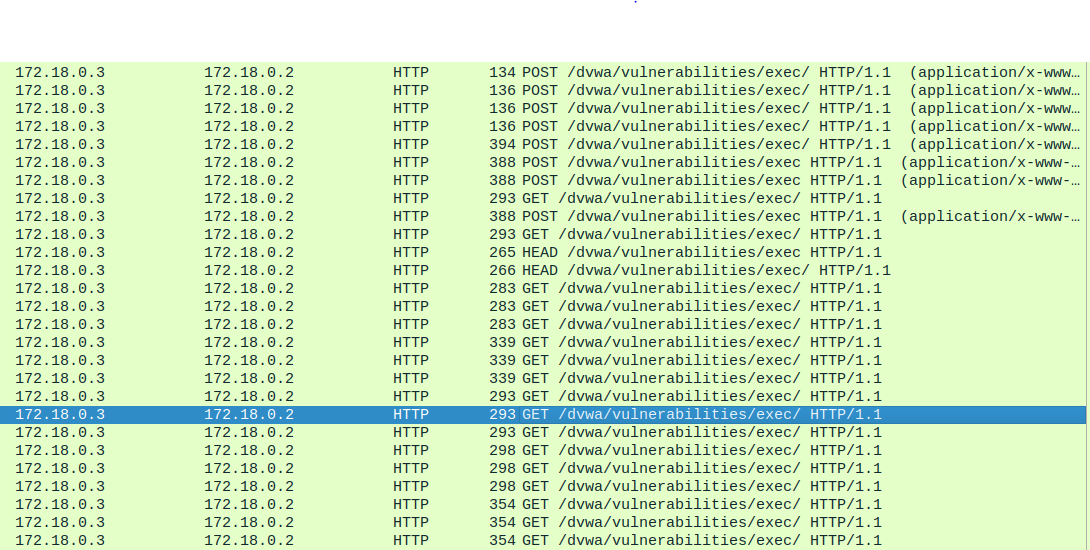 172.18.0.3 172.18.0.2 HTTP 134 POST /dvwa/vulnerabilities/exec/ HTTP/1.1 (application/x-www…
172.18.0.3 172.18.0.2 HTTP 136 POST /dvwa/vulnerabilities/exec/ HTTP/1.1 (application/x-www…
172.18.0.3 172.18.0.2 HTTP 136 POST /dvwa/vulnerabilities/exec/ HTTP/1.1 (application/x-www…
172.18.0.3 172.18.0.2 HTTP 136 POST /dvwa/vulnerabilities/exec/ HTTP/1.1 (application/x-www…
172.18.0.3 172.18.0.2 HTTP 394 POST /dvwa/vulnerabilities/exec/ HTTP/1.1 (application/x-www…
172.18.0.3 172.18.0.2 HTTP 388 POST /dvwa/vulnerabilities/exec HTTP/1.1 (application/x-www-…
172.18.0.3 172.18.0.2 HTTP 388 POST /dvwa/vulnerabilities/exec HTTP/1.1 (application/x-www-…
172.18.0.3 172.18.0.2 HTTP 293 GET /dvwa/vulnerabilities/exec/ HTTP/1.1
172.18.0.3 172.18.0.2 HTTP 388 POST /dvwa/vulnerabilities/exec HTTP/1.1 (application/x-www-…
172.18.0.3 172.18.0.2 HTTP 293 GET /dvwa/vulnerabilities/exec/ HTTP/1.1
172.18.0.3 172.18.0.2 HTTP 265 HEAD /dvwa/vulnerabilities/exec HTTP/1.1
172.18.0.3 172.18.0.2 HTTP 266 HEAD /dvwa/vulnerabilities/exec/ HTTP/1.1
172.18.0.3 172.18.0.2 HTTP 283 GET /dvwa/vulnerabilities/exec/ HTTP/1.1
172.18.0.3 172.18.0.2 HTTP 283 GET /dvwa/vulnerabilities/exec/ HTTP/1.1
172.18.0.3 172.18.0.2 HTTP 283 GET /dvwa/vulnerabilities/exec/ HTTP/1.1
172.18.0.3 172.18.0.2 HTTP 339 GET /dvwa/vulnerabilities/exec/ HTTP/1.1
172.18.0.3 172.18.0.2 HTTP 339 GET /dvwa/vulnerabilities/exec/ HTTP/1.1
172.18.0.3 172.18.0.2 HTTP 339 GET /dvwa/vulnerabilities/exec/ HTTP/1.1
172.18.0.3 172.18.0.2 HTTP 293 GET /dvwa/vulnerabilities/exec/ HTTP/1.1
172.18.0.3 172.18.0.2 HTTP 293 GET /dvwa/vulnerabilities/exec/ HTTP/1.1
172.18.0.3 172.18.0.2 HTTP 293 GET /dvwa/vulnerabilities/exec/ HTTP/1.1
172.18.0.3 172.18.0.2 HTTP 298 GET /dvwa/vulnerabilities/exec/ HTTP/1.1
172.18.0.3 172.18.0.2 HTTP 298 GET /dvwa/vulnerabilities/exec/ HTTP/1.1
172.18.0.3 172.18.0.2 HTTP 298 GET /dvwa/vulnerabilities/exec/ HTTP/1.1
172.18.0.3 172.18.0.2 HTTP 354 GET /dvwa/vulnerabilities/exec/ HTTP/1.1
172.18.0.3 172.18.0.2 HTTP 354 GET /dvwa/vulnerabilities/exec/ HTTP/1.1
172.18.0.3 172.18.0.2 HTTP 354 GET /dvwa/vulnerabilities/exec/ HTTP/1.1